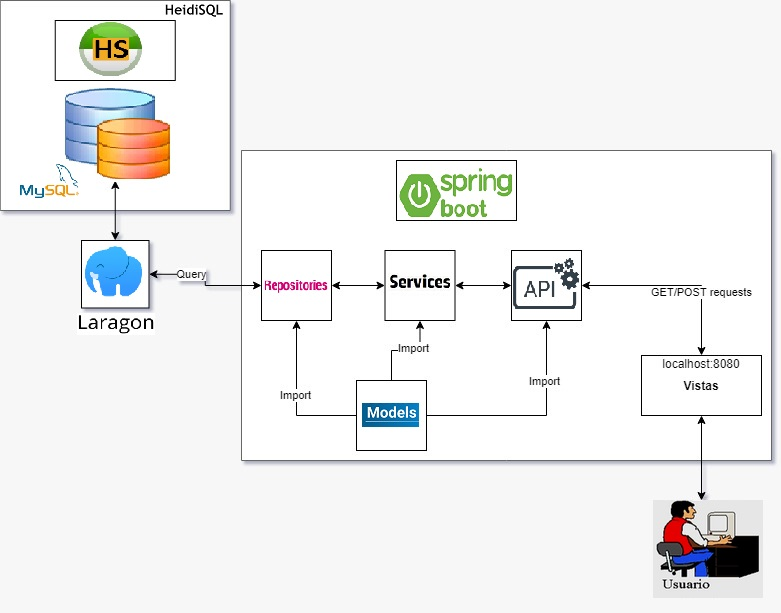 HeidiSQL
HS
MySQL
Laragon
Query
spring
boot
Repositories
Services
API
GET/POST requests
Import
Import
Import
Models
localhost:8080
Vistas
Usuario